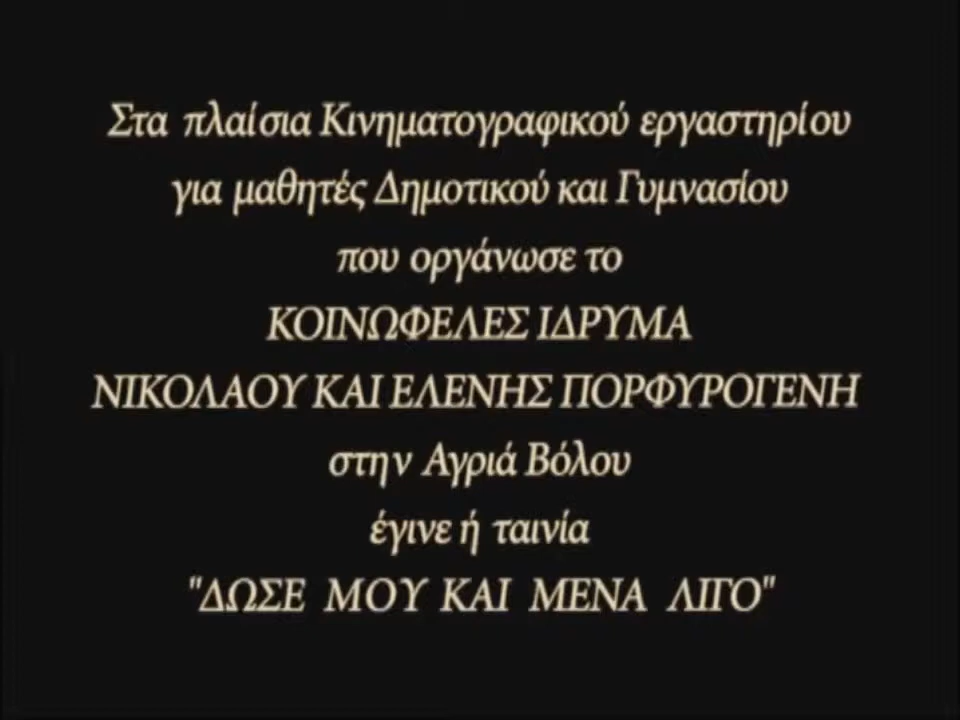 Στα πλαίσια Κινηματογραφικού εργαστηρίου
για μαθητές Δημοτικού και Γυμνασίου
που οργάνωσε το
ΚΟΙΝΩΦΕΛΕΣ ΙΔΡΥΜΑ
ΝΙΚΟΛΑΟΥ ΚΑΙ ΕΛΕΝΗΣ ΠΟΡΦΥΡΟΓΕΝΗ
στην Αγριά Βόλου
έγινε ή ταινία
"ΔΩΣΕ ΜΟΥ ΚΑΙ ΜΕΝΑ ΛΙΓΟ"